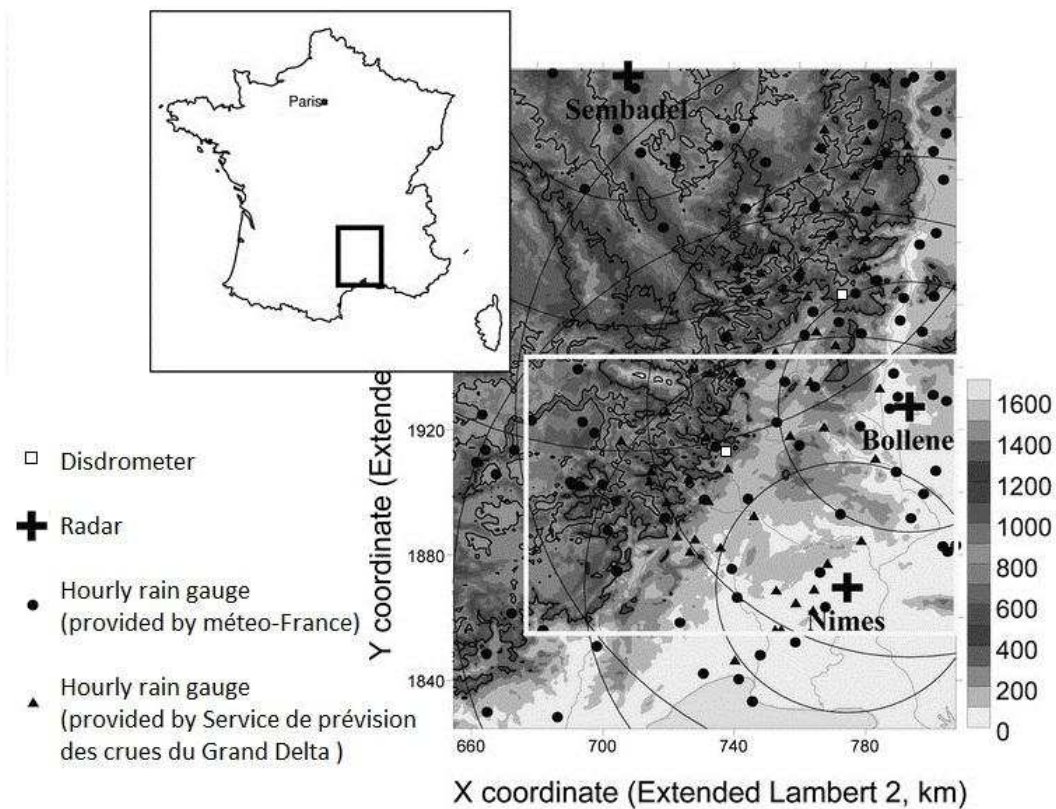 Paris
Sembadel
Bollene
Nimes
Disdrometer
Radar
Hourly rain gauge
(provided by méteo-France)
Hourly rain gauge
(provided by Service de prévision
des crues du Grand Delta )
Y coordinate (Extende
1920
1880
1840
660
700
740
780
X coordinate (Extended Lambert 2, km)
1600
1400
1200
1000
800
600
400
200
0